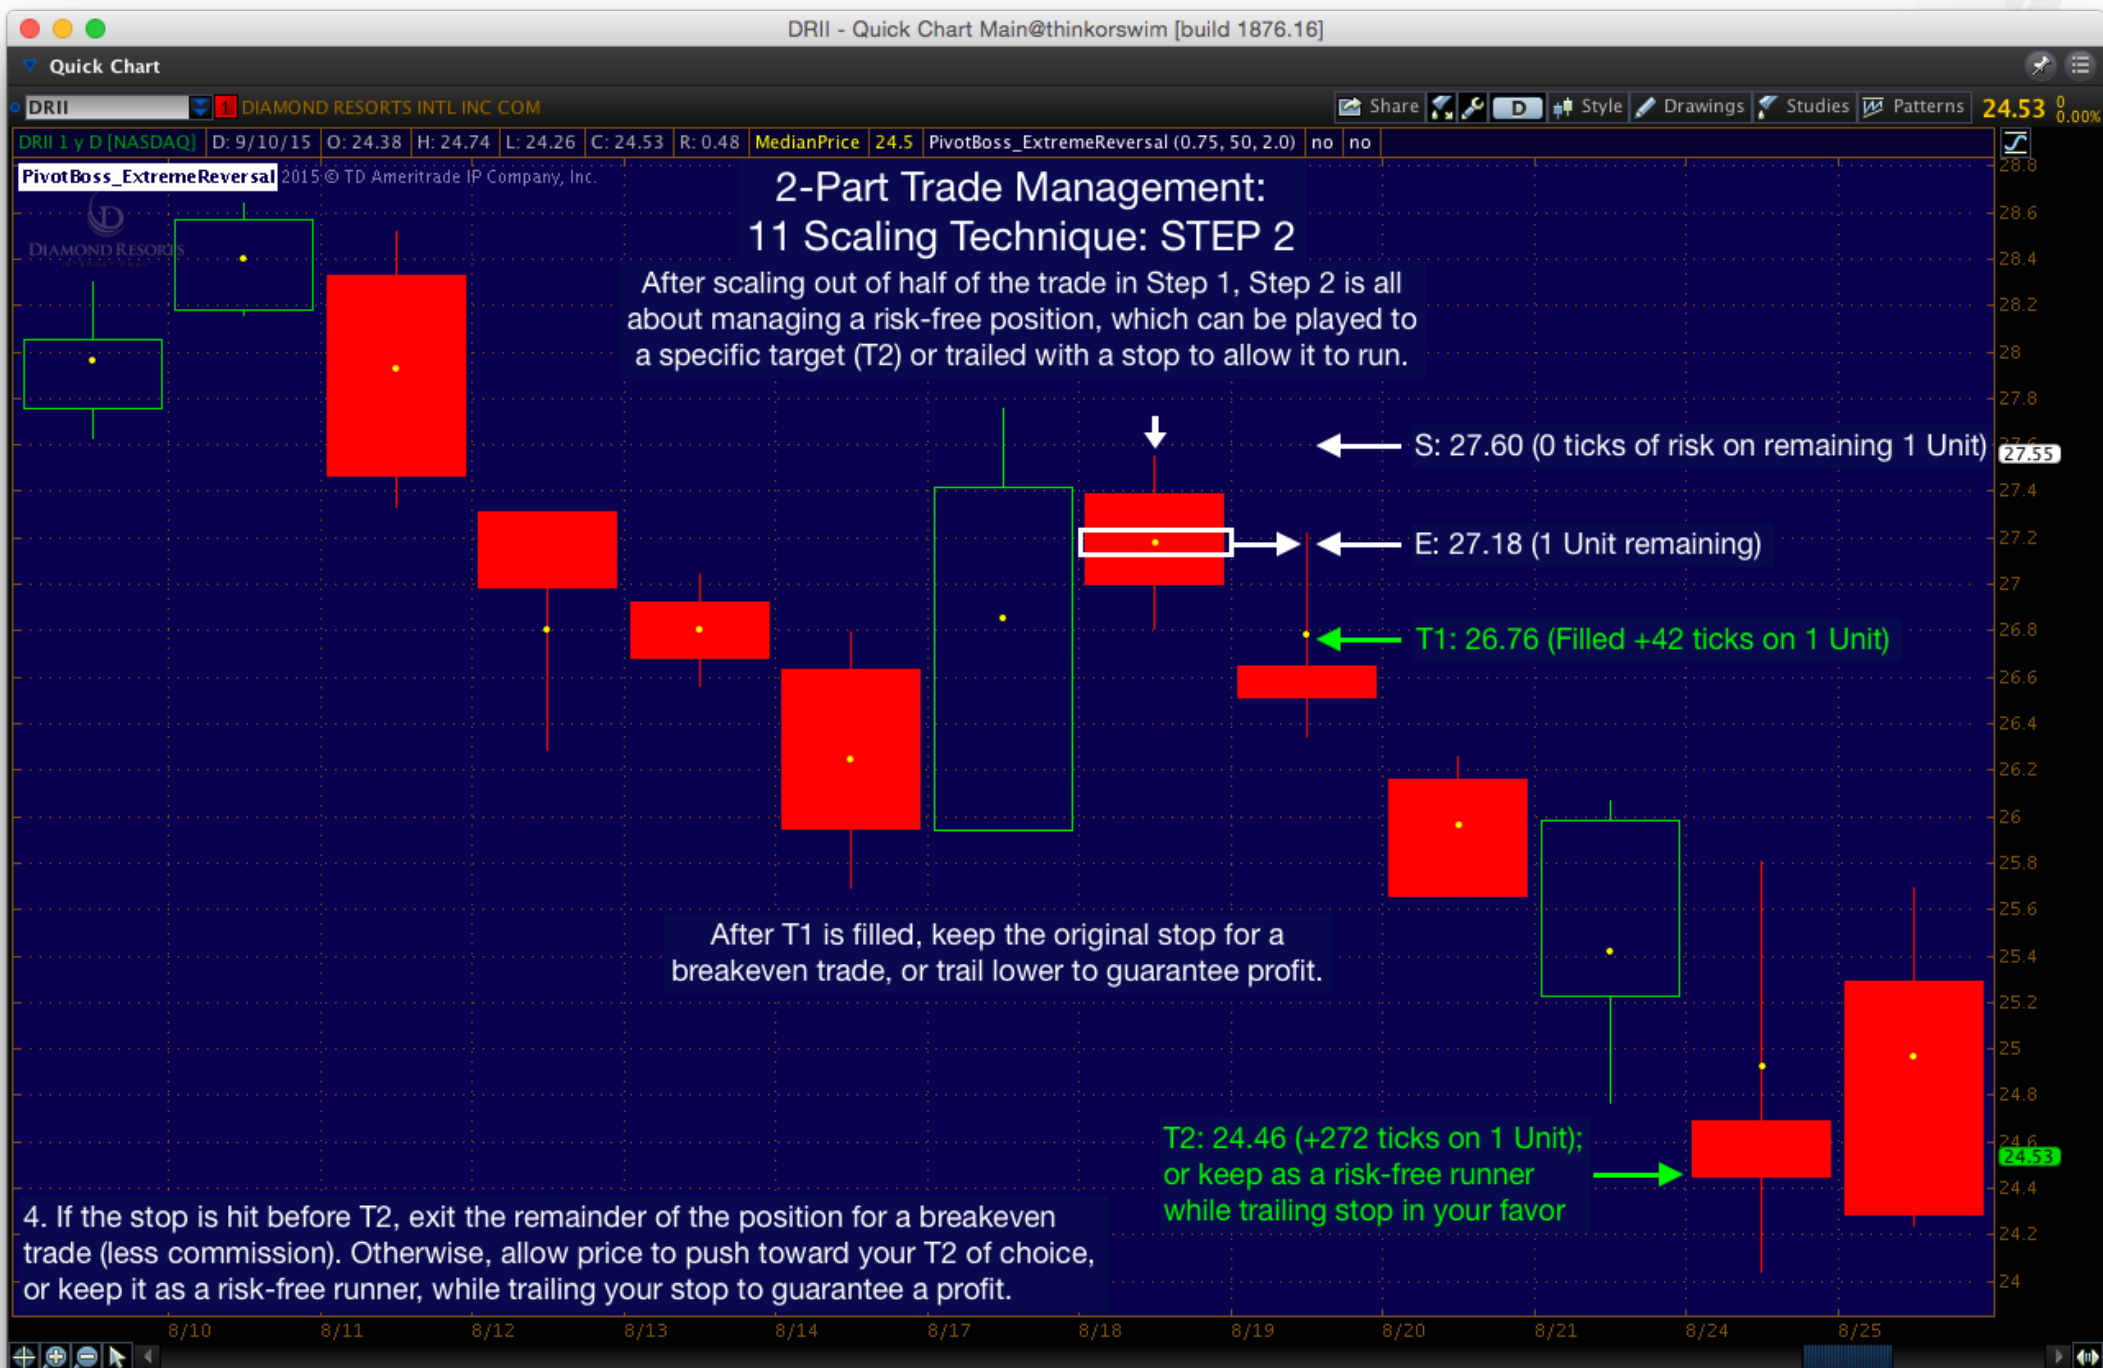 DRII - Quick Chart Main@thinkorswim [build 1876.16]
Quick Chart
DRII 1 DIAMOND RESORTS INTL INC COM Share D Style Drawings Studies Patterns 24.53 0 0.00%
DRII 1 y D [NASDAQ] D: 9/10/15 O: 24.38 H: 24.74 L: 24.26 C: 24.53 R: 0.48 MedianPrice 24.5 PivotBoss_ExtremeReversal (0.75, 50, 2.0) no no
PivotBoss_ExtremeReversal 2015 © TD Ameritrade IP Company, Inc.
D
DIAMOND RESORTS
INTERNATIONAL
2-Part Trade Management:
11 Scaling Technique: STEP 2
After scaling out of half of the trade in Step 1, Step 2 is all
about managing a risk-free position, which can be played to
a specific target (T2) or trailed with a stop to allow it to run.
S: 27.60 (0 ticks of risk on remaining 1 Unit)
E: 27.18 (1 Unit remaining)
T1: 26.76 (Filled +42 ticks on 1 Unit)
After T1 is filled, keep the original stop for a
breakeven trade, or trail lower to guarantee profit.
T2: 24.46 (+272 ticks on 1 Unit);
or keep as a risk-free runner
while trailing stop in your favor
4. If the stop is hit before T2, exit the remainder of the position for a breakeven
trade (less commission). Otherwise, allow price to push toward your T2 of choice,
or keep it as a risk-free runner, while trailing your stop to guarantee a profit.
28.8
28.6
28.4
28.2
28
27.8
27.6
27.55
27.4
27.2
27
26.8
26.6
26.4
26.2
26
25.8
25.6
25.4
25.2
25
24.8
24.6
24.53
24.4
24.2
24
8/10 8/11 8/12 8/13 8/14 8/17 8/18 8/19 8/20 8/21 8/24 8/25